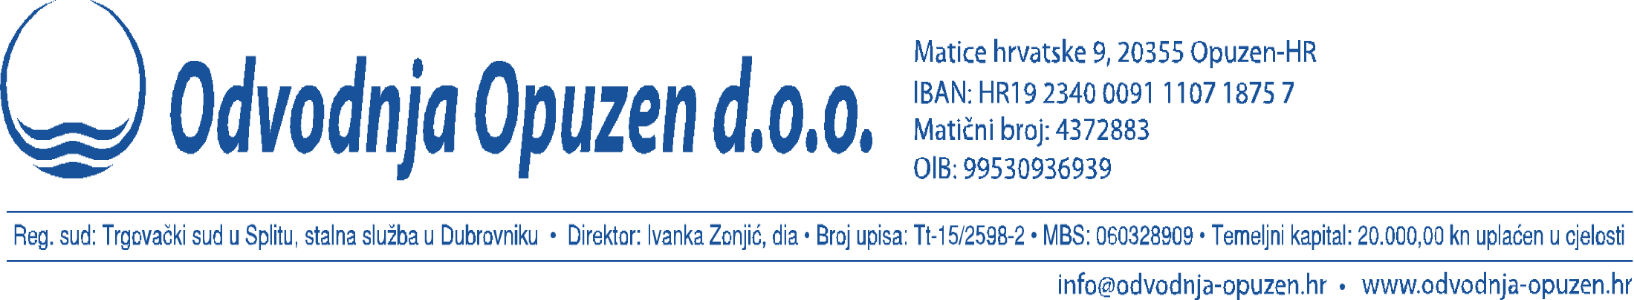 Odvodnja Opuzen d.o.o.
Matice hrvatske 9, 20355 Opuzen-HR
IBAN: HR19 2340 0091 1107 1875 7
Matični broj: 4372883
OIB: 99530936939
Reg. sud: Trgovački sud u Splitu, stalna služba u Dubrovniku • Direktor: Ivanka Zonjić, dia • Broj upisa: Tt-15/2598-2 • MBS: 060328909 • Temeljni kapital: 20.000,00 kn uplaćen u cjelosti
info@odvodnja-opuzen.hr • www.odvodnja-opuzen.hr